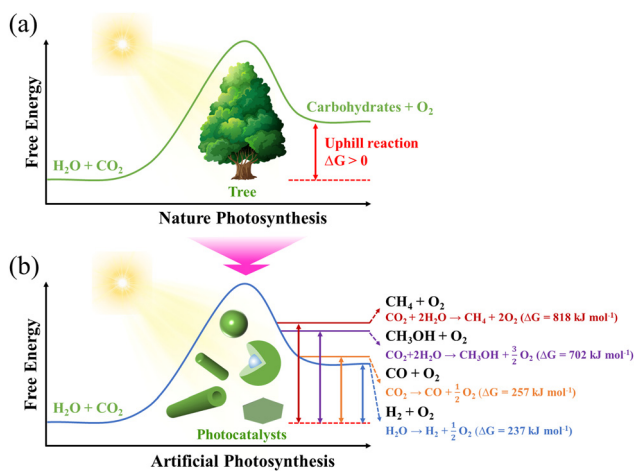 (a)
Free Energy
H₂O + CO₂
Carbohydrates + O₂
Uphill reaction
ΔG > 0
Tree
Nature Photosynthesis
(b)
Free Energy
H₂O + CO₂
Photocatalysts
Artificial Photosynthesis
CH₄ + O₂
CO₂ + 2H₂O → CH₄ + 2O₂ (ΔG = 818 kJ mol⁻¹)
CH₃OH + O₂
CO₂+2H₂O → CH₃OH + 3/2 O₂ (ΔG = 702 kJ mol⁻¹)
CO + O₂
CO₂ → CO + 1/2 O₂ (ΔG = 257 kJ mol⁻¹)
H₂ + O₂
H₂O → H₂ + 1/2 O₂ (ΔG = 237 kJ mol⁻¹)